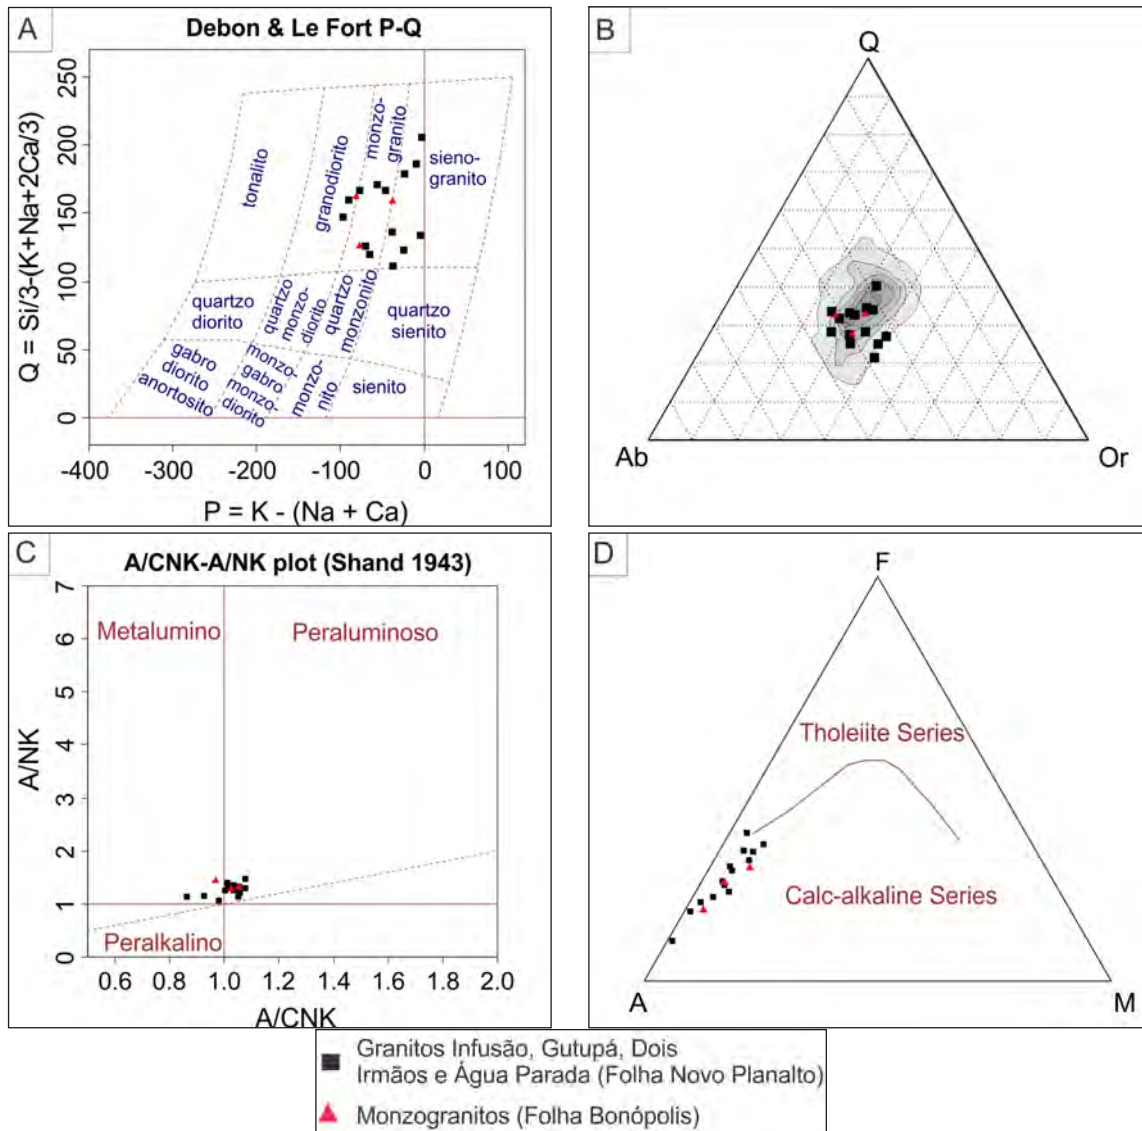 A
Debon & Le Fort P-Q
Q = Si/3-(K+Na+2Ca/3)
250
200
150
100
50
0
tonalito
granodiorito
monzo-
granito
sieno-
granito
quartzo
diorito
quartzo
monzo-
diorito
quartzo
monzonito
quartzo
sienito
gabro
diorito
anortosito
monzo-
gabro
monzo-
diorito
monzo-
nito
sienito
-400 -300 -200 -100 0 100
P = K - (Na + Ca)
B
Q
Ab
Or
C
A/CNK-A/NK plot (Shand 1943)
A/NK
7
6
5
4
3
2
1
0
Metalumino
Peraluminoso
Peralkalino
0.6 0.8 1.0 1.2 1.4 1.6 1.8 2.0
A/CNK
D
F
Tholeiite Series
Calc-alkaline Series
A
M
Granitos Infusão, Gutupá, Dois
Irmãos e Água Parada (Folha Novo Planalto)
Monzogranitos (Folha Bonópolis)